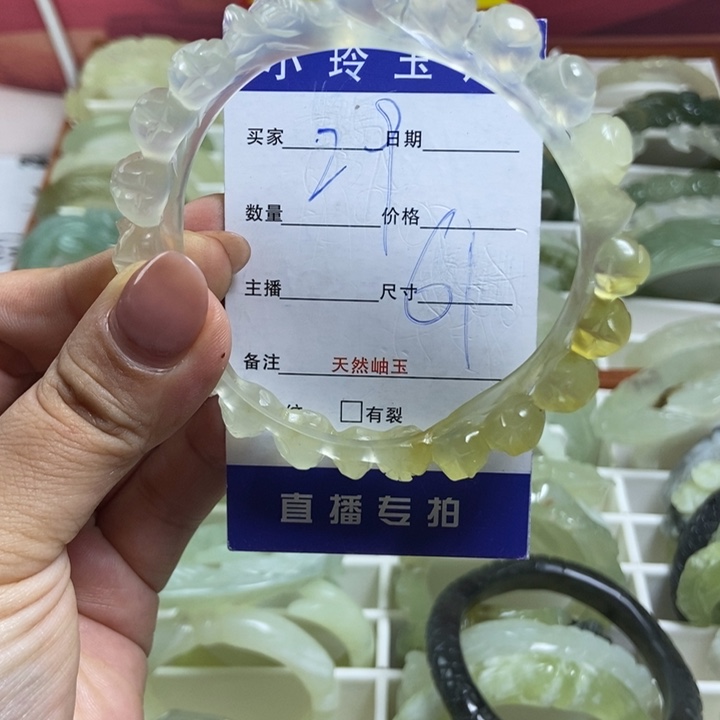 小玲玉
买家 29 日期
数量 价格
主播 尺寸 61
备注 天然岫玉
有裂
直播专拍